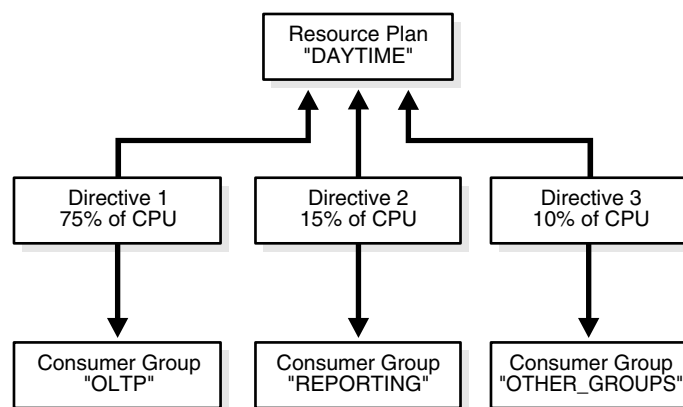 Resource Plan
"DAYTIME"
Directive 1
75% of CPU
Directive 2
15% of CPU
Directive 3
10% of CPU
Consumer Group
"OLTP"
Consumer Group
"REPORTING"
Consumer Group
"OTHER_GROUPS"